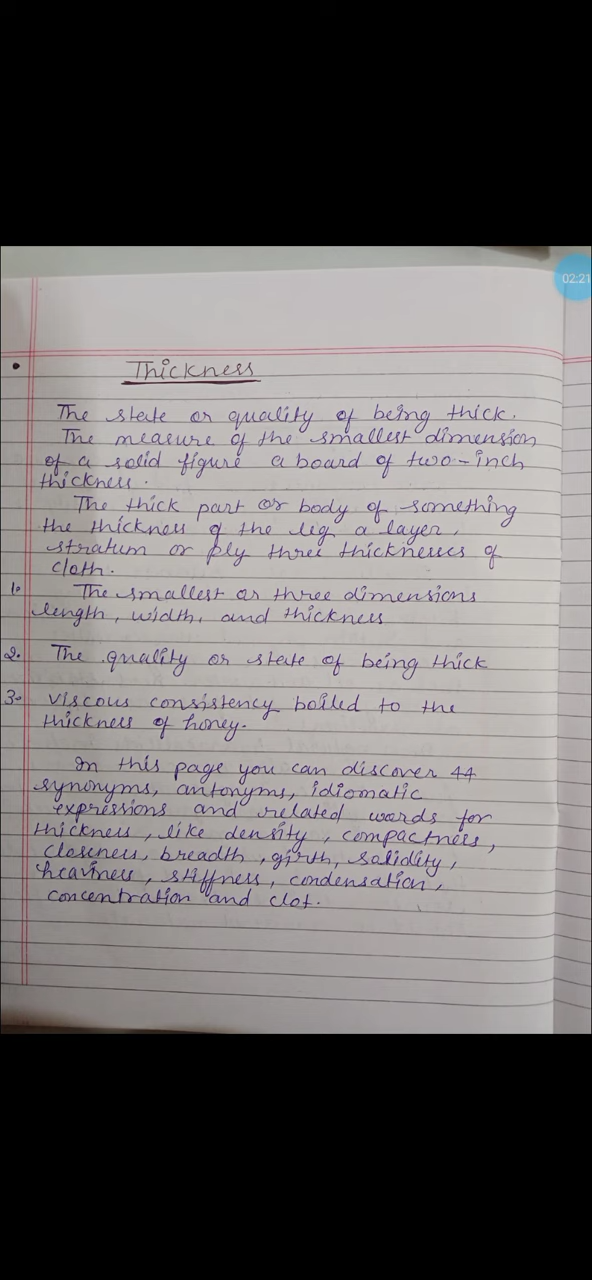 02:21
Thickness
The state or quality of being thick.
The measure of the smallest dimension
of a solid figure a board of two-inch
thickness.
The thick part or body of something
the thickness of the leg a layer,
stratum or ply three thicknesses of
cloth.
1. The smallest or three dimensions
length, width, and thickness
2. The quality or state of being thick
3. Viscous consistency boiled to the
thickness of honey.
In this page you can discover 44
synonyms, antonyms, idiomatic
expressions and related words for
thickness, like density, compactness,
closeness, breadth, girth, solidity,
heaviness, stiffness, condensation,
concentration and clot.